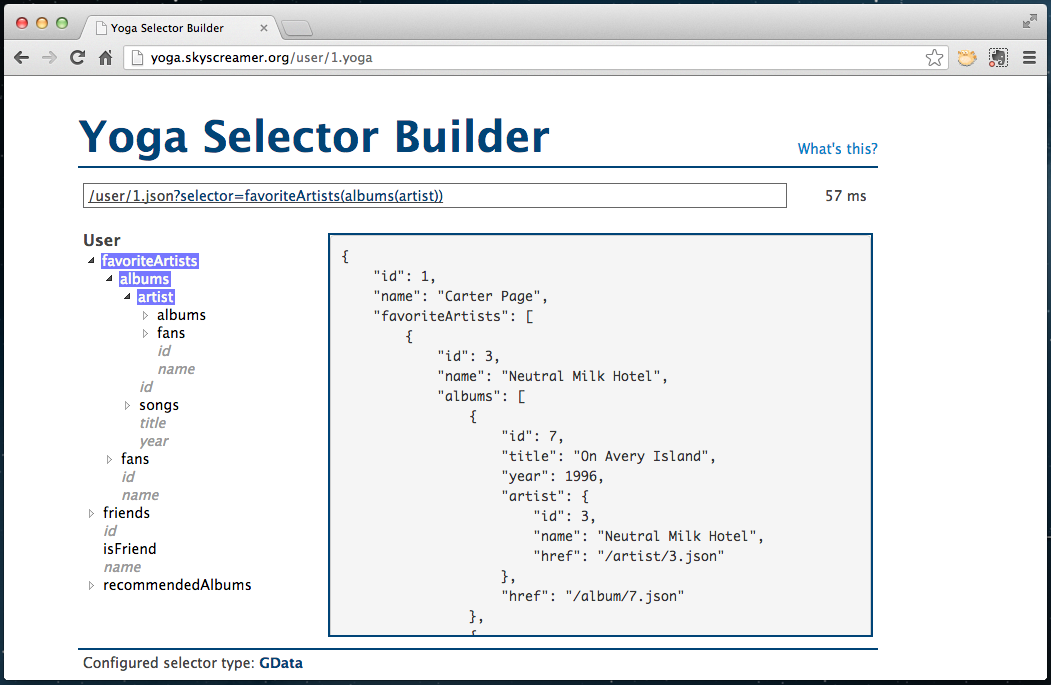 Yoga Selector Builder
yoga.skyscreamer.org/user/1.yoga
Yoga Selector Builder
What's this?
/user/1.json?selector=favoriteArtists(albums(artist))
57 ms
User
favoriteArtists
albums
artist
albums
fans
id
name
id
songs
title
year
fans
id
name
friends
id
isFriend
name
recommendedAlbums
{
"id": 1,
"name": "Carter Page",
"favoriteArtists": [
{
"id": 3,
"name": "Neutral Milk Hotel",
"albums": [
{
"id": 7,
"title": "On Avery Island",
"year": 1996,
"artist": {
"id": 3,
"name": "Neutral Milk Hotel",
"href": "/artist/3.json"
},
"href": "/album/7.json"
},
{
Configured selector type: GData